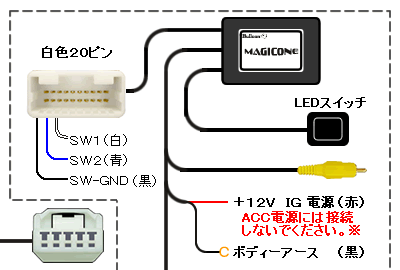 白色20ピン
Bullcon
MAGICONE
LEDスイッチ
SW1(白)
SW2(青)
SW-GND(黒)
+12V IG 電源(赤)
ACC電源には接続
しないでください。※
ボディーアース (黒)